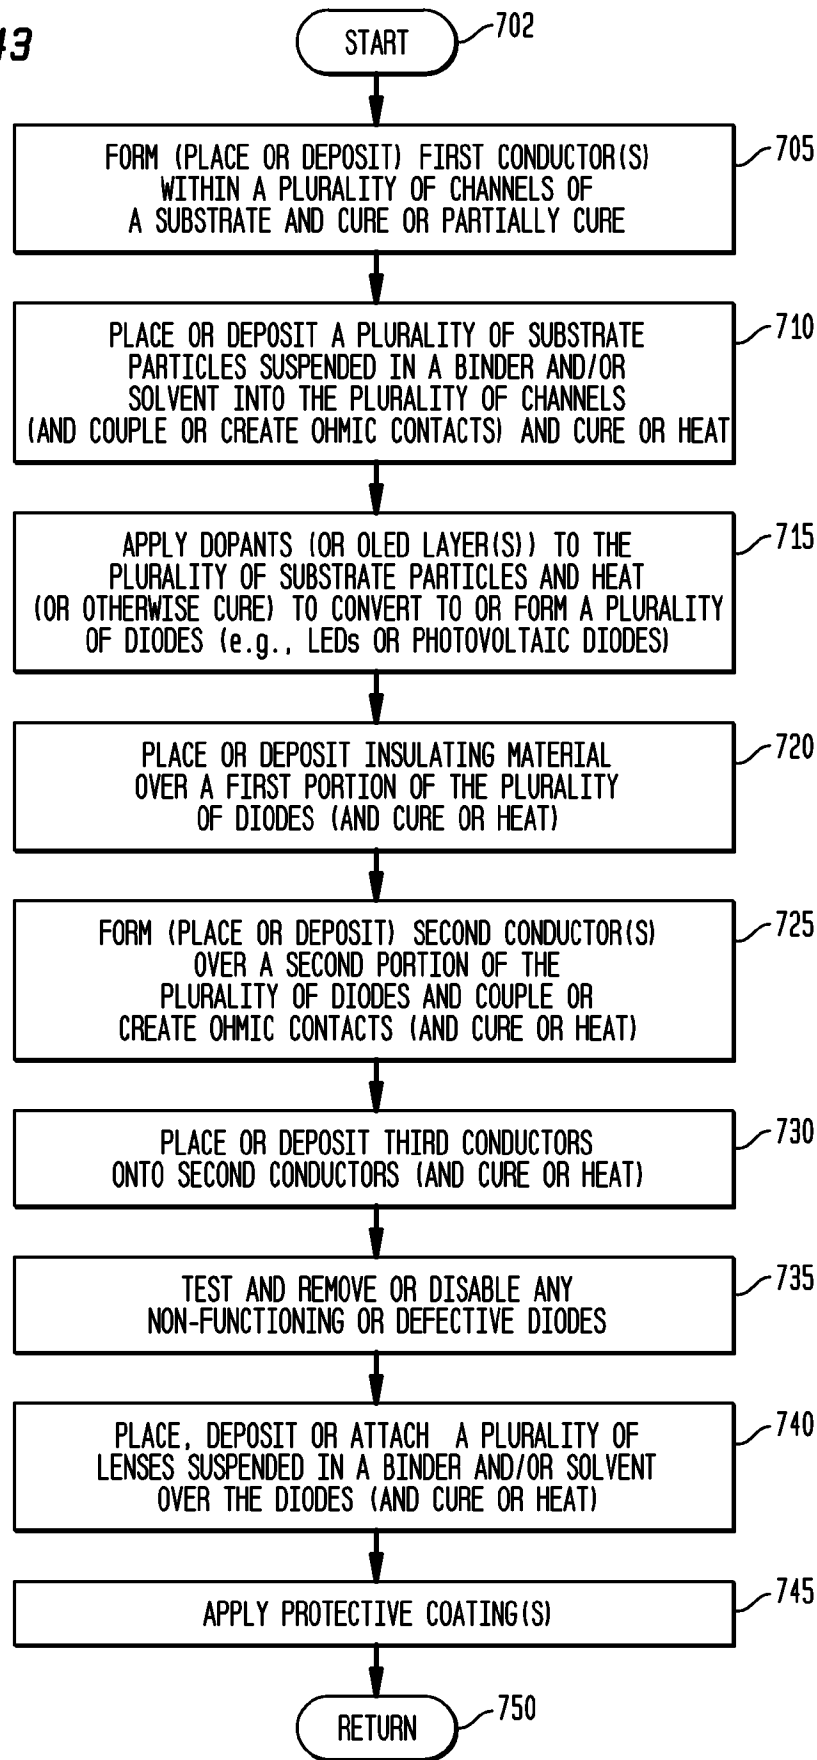 43
START
702
FORM (PLACE OR DEPOSIT) FIRST CONDUCTOR(S)
WITHIN A PLURALITY OF CHANNELS OF
A SUBSTRATE AND CURE OR PARTIALLY CURE
705
PLACE OR DEPOSIT A PLURALITY OF SUBSTRATE
PARTICLES SUSPENDED IN A BINDER AND/OR
SOLVENT INTO THE PLURALITY OF CHANNELS
(AND COUPLE OR CREATE OHMIC CONTACTS) AND CURE OR HEAT
710
APPLY DOPANTS (OR OLED LAYER(S)) TO THE
PLURALITY OF SUBSTRATE PARTICLES AND HEAT
(OR OTHERWISE CURE) TO CONVERT TO OR FORM A PLURALITY
OF DIODES (e.g., LEDs OR PHOTOVOLTAIC DIODES)
715
PLACE OR DEPOSIT INSULATING MATERIAL
OVER A FIRST PORTION OF THE PLURALITY
OF DIODES (AND CURE OR HEAT)
720
FORM (PLACE OR DEPOSIT) SECOND CONDUCTOR(S)
OVER A SECOND PORTION OF THE
PLURALITY OF DIODES AND COUPLE OR
CREATE OHMIC CONTACTS (AND CURE OR HEAT)
725
PLACE OR DEPOSIT THIRD CONDUCTORS
ONTO SECOND CONDUCTORS (AND CURE OR HEAT)
730
TEST AND REMOVE OR DISABLE ANY
NON-FUNCTIONING OR DEFECTIVE DIODES
735
PLACE, DEPOSIT OR ATTACH A PLURALITY OF
LENSES SUSPENDED IN A BINDER AND/OR SOLVENT
OVER THE DIODES (AND CURE OR HEAT)
740
APPLY PROTECTIVE COATING(S)
745
RETURN
750